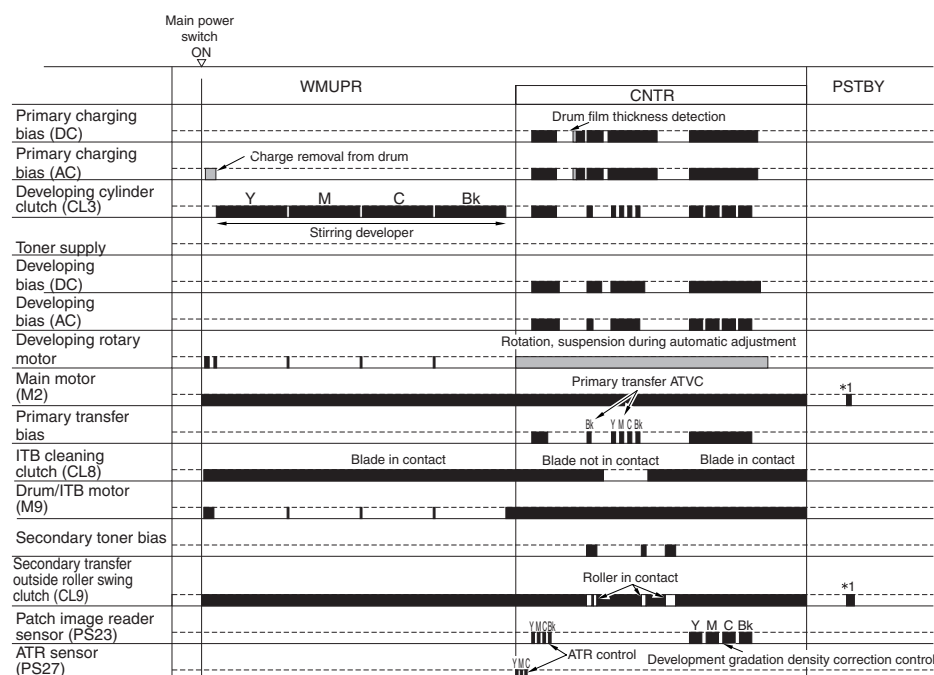 Main power
switch
ON
WMUPR
CNTR
PSTBY
Primary charging
bias (DC)
Drum film thickness detection
Primary charging
bias (AC)
Charge removal from drum
Developing cylinder
clutch (CL3)
Y M C Bk
Stirring developer
Toner supply
Developing
bias (DC)
Developing
bias (AC)
Developing rotary
motor
Rotation, suspension during automatic adjustment
Main motor
(M2)
Primary transfer ATVC
*1
Primary transfer
bias
Bk Y M C Bk
ITB cleaning
clutch (CL8)
Blade in contact Blade not in contact Blade in contact
Drum/ITB motor
(M9)
Secondary toner bias
Secondary transfer
outside roller swing
clutch (CL9)
Roller in contact
*1
Patch image reader
sensor (PS23)
Y M C Bk
Y M C Bk
ATR control
Development gradation density correction control
ATR sensor
(PS27)
Y M C